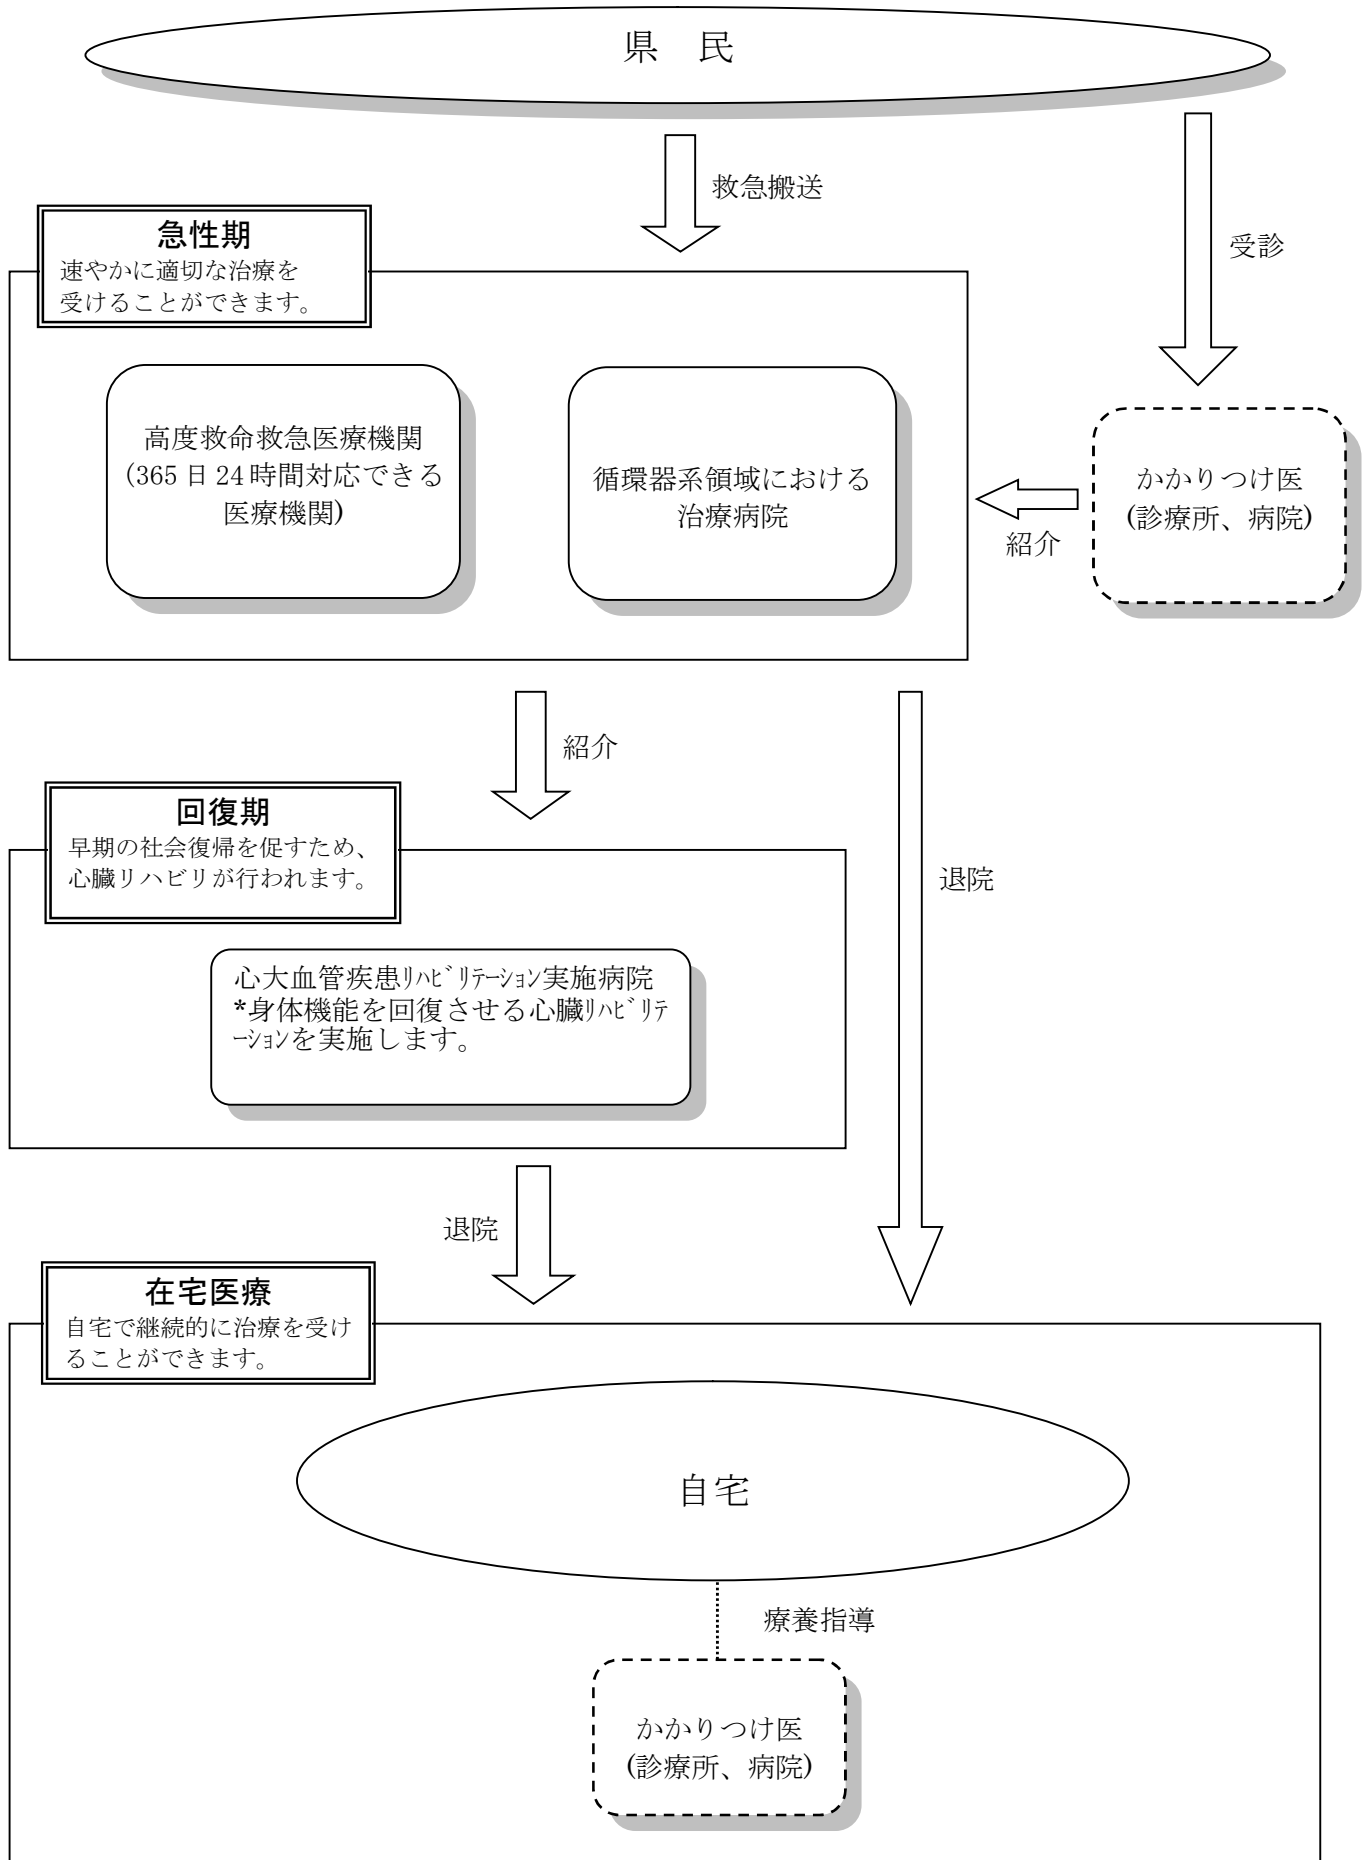 県　民
救急搬送
受診
急性期
速やかに適切な治療を
受けることができます。
高度救命救急医療機関
(365 日 24 時間対応できる
医療機関)
循環器系領域における
治療病院
かかりつけ医
(診療所、病院)
紹介
紹介
退院
回復期
早期の社会復帰を促すため、
心臓リハビリが行われます。
心大血管疾患ﾘﾊﾋﾞﾘﾃｰｼｮﾝ実施病院
*身体機能を回復させる心臓ﾘﾊﾋﾞﾘﾃ
ｰｼｮﾝを実施します。
退院
在宅医療
自宅で継続的に治療を受け
ることができます。
自宅
療養指導
かかりつけ医
(診療所、病院)